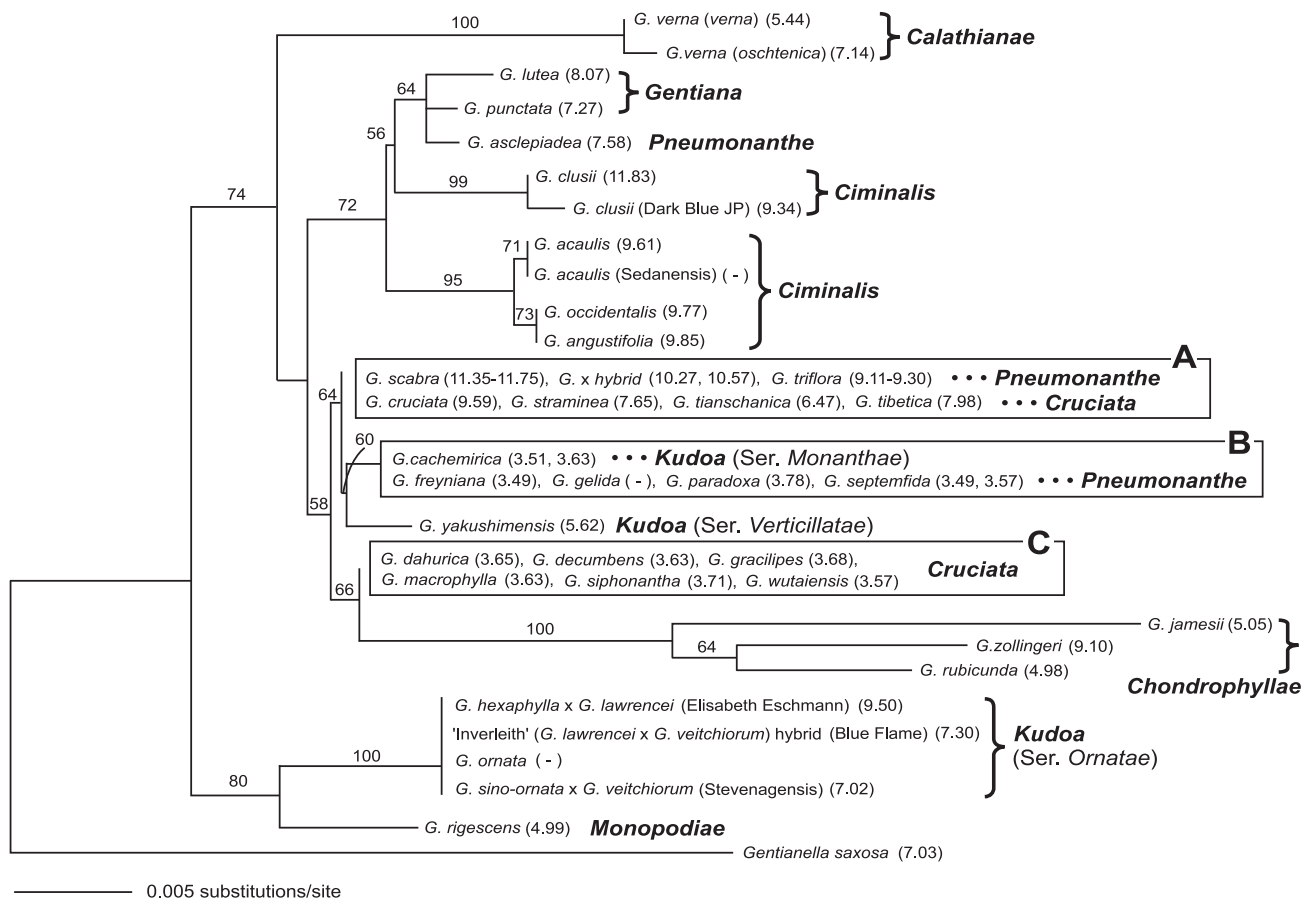 100
G. verna (verna) (5.44)
G.verna (oschtenica) (7.14)
Calathianae
64
G. lutea (8.07)
G. punctata (7.27)
Gentiana
56
G. asclepiadea (7.58) Pneumonanthe
99
G. clusii (11.83)
G. clusii (Dark Blue JP) (9.34)
Ciminalis
74
72
71
G. acaulis (9.61)
G. acaulis (Sedanensis) ( - )
95
73
G. occidentalis (9.77)
G. angustifolia (9.85)
Ciminalis
A
64
G. scabra (11.35-11.75), G. x hybrid (10.27, 10.57), G. triflora (9.11-9.30) ••• Pneumonanthe
G. cruciata (9.59), G. straminea (7.65), G. tianschanica (6.47), G. tibetica (7.98) ••• Cruciata
60
B
G.cachemirica (3.51, 3.63) ••• Kudoa (Ser. Monanthae)
G. freyniana (3.49), G. gelida ( - ), G. paradoxa (3.78), G. septemfida (3.49, 3.57) ••• Pneumonanthe
58
G. yakushimensis (5.62) Kudoa (Ser. Verticillatae)
C
G. dahurica (3.65), G. decumbens (3.63), G. gracilipes (3.68),
G. macrophylla (3.63), G. siphonantha (3.71), G. wutaiensis (3.57)
Cruciata
66
100
G. jamesii (5.05)
64
G.zollingeri (9.10)
G. rubicunda (4.98)
Chondrophyllae
80
100
G. hexaphylla x G. lawrencei (Elisabeth Eschmann) (9.50)
'Inverleith' (G. lawrencei x G. veitchiorum) hybrid (Blue Flame) (7.30)
G. ornata ( - )
G. sino-ornata x G. veitchiorum (Stevenagensis) (7.02)
Kudoa
(Ser. Ornatae)
G. rigescens (4.99) Monopodiae
Gentianella saxosa (7.03)
0.005 substitutions/site